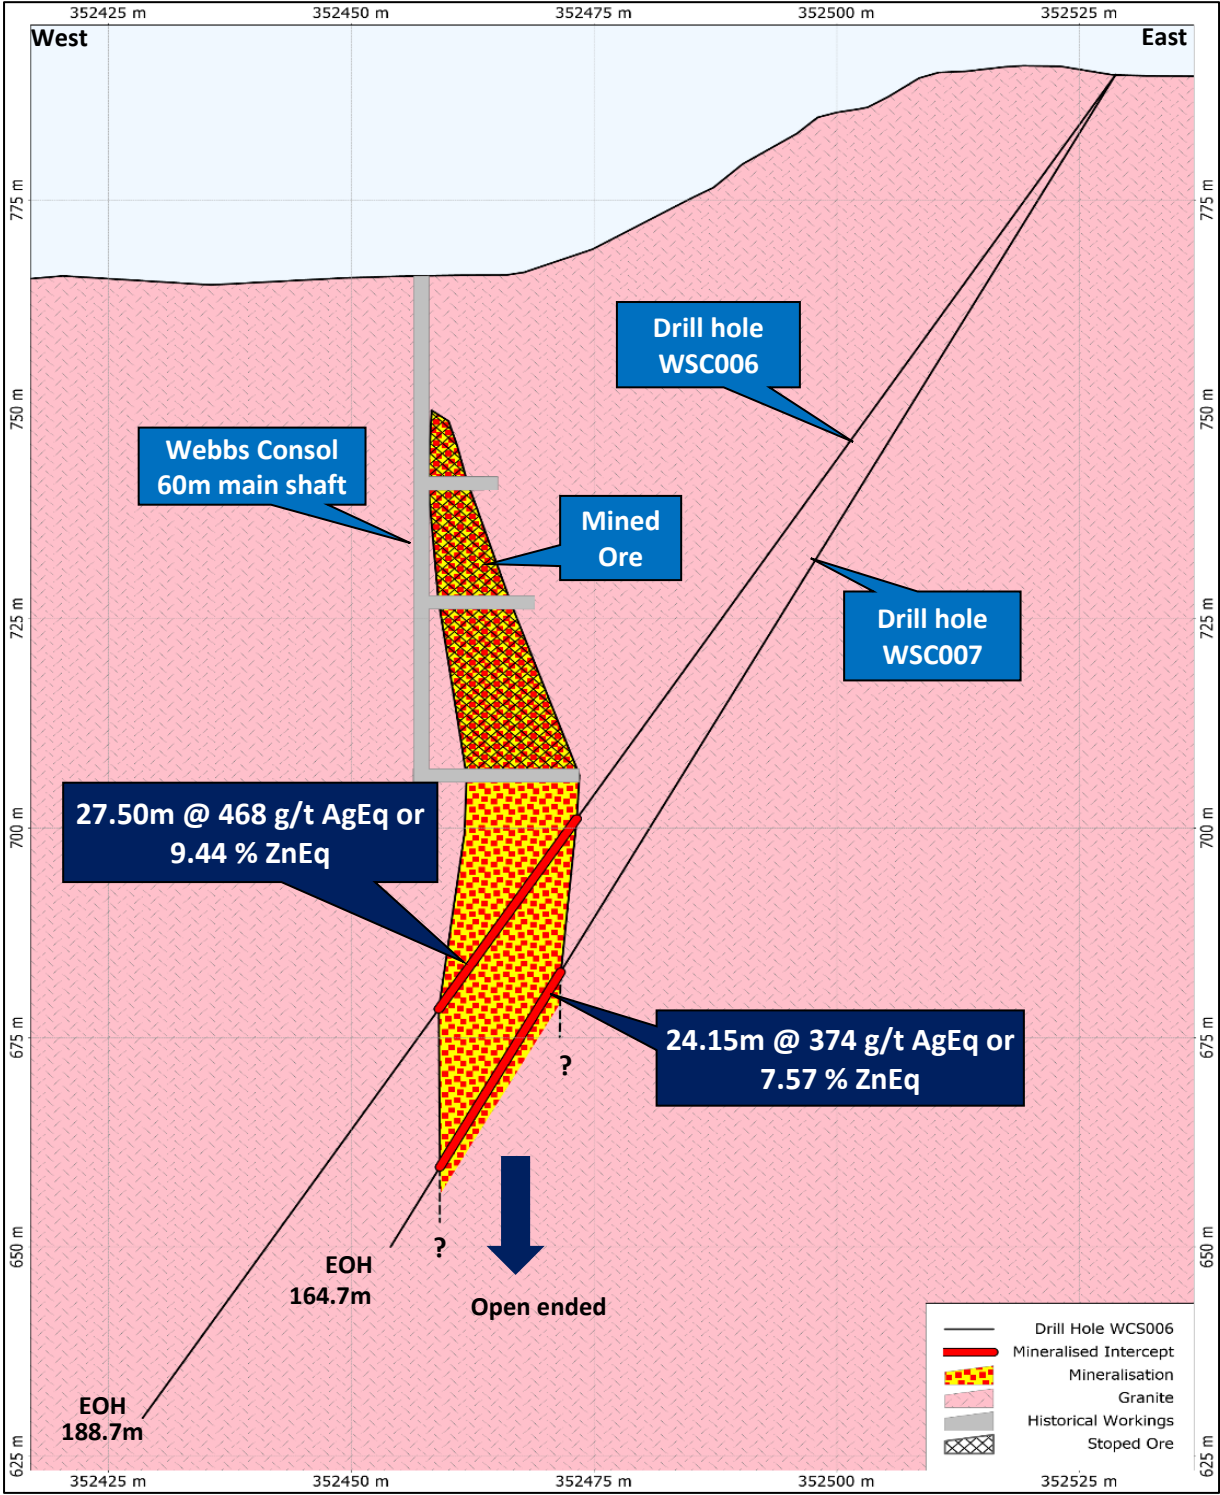 352425 m
352450 m
352475 m
352500 m
352525 m
West
East
775 m
775 m
Drill hole
WSC006
750 m
750 m
Webbs Consol
60m main shaft
Mined
Ore
725 m
725 m
Drill hole
WSC007
27.50m @ 468 g/t AgEq or
9.44 % ZnEq
700 m
700 m
675 m
675 m
24.15m @ 374 g/t AgEq or
7.57 % ZnEq
?
?
650 m
650 m
EOH
164.7m
Open ended
EOH
188.7m
Drill Hole WCS006
Mineralised Intercept
Mineralisation
Granite
Historical Workings
Stoped Ore
625 m
625 m
352425 m
352450 m
352475 m
352500 m
352525 m